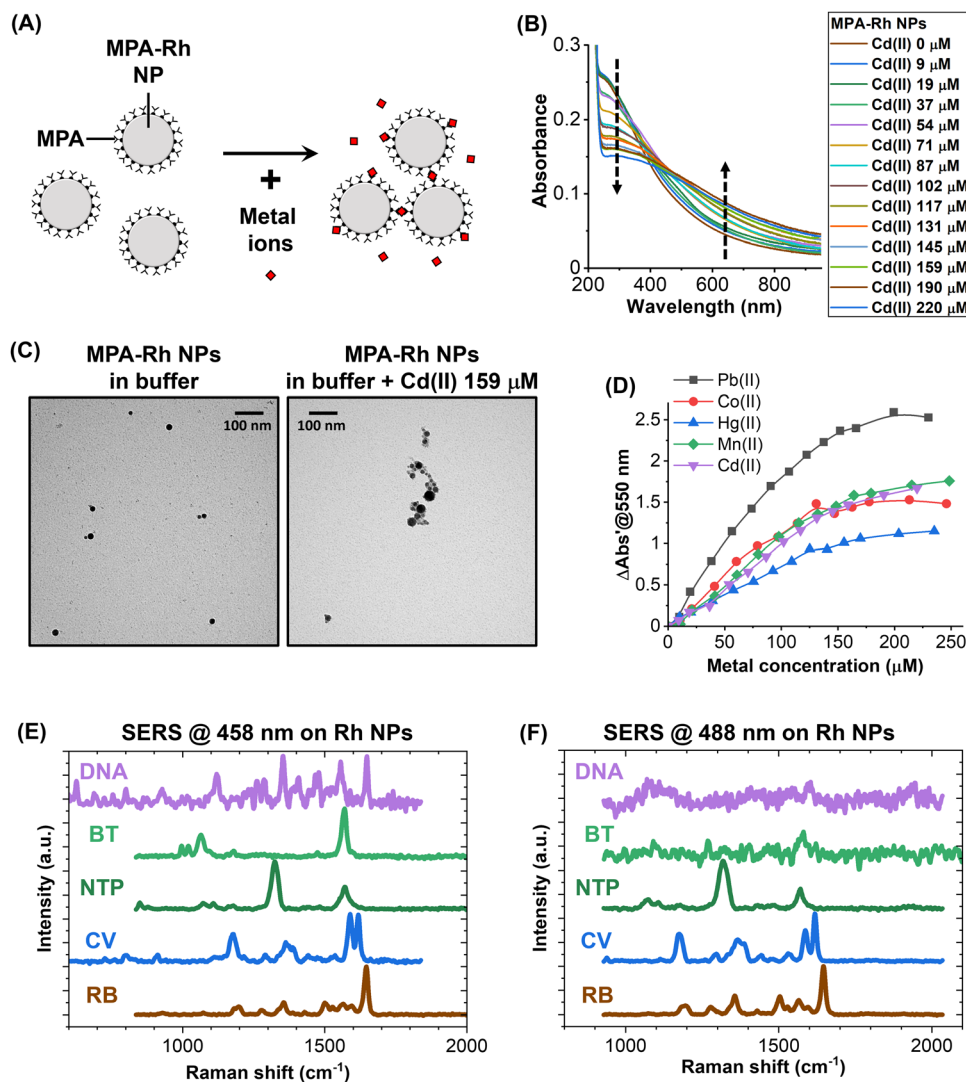 (A)
MPA-Rh
NP
MPA
+
Metal
ions
(B)
MPA-Rh NPs
Cd(II) 0 μM
Cd(II) 9 μM
Cd(II) 19 μM
Cd(II) 37 μM
Cd(II) 54 μM
Cd(II) 71 μM
Cd(II) 87 μM
Cd(II) 102 μM
Cd(II) 117 μM
Cd(II) 131 μM
Cd(II) 145 μM
Cd(II) 159 μM
Cd(II) 190 μM
Cd(II) 220 μM
0.3
0.2
0.1
0
Absorbance
200 400 600 800
Wavelength (nm)
(C)
MPA-Rh NPs
in buffer
100 nm
MPA-Rh NPs
in buffer + Cd(II) 159 μM
100 nm
(D)
Pb(II)
Co(II)
Hg(II)
Mn(II)
Cd(II)
2.5
2
1.5
1
0.5
0
ΔAbs'@550 nm
0 50 100 150 200 250
Metal concentration (μM)
(E)
SERS @ 458 nm on Rh NPs
DNA
BT
NTP
CV
RB
Intensity (a.u.)
1000 1500 2000
Raman shift (cm⁻¹)
(F)
SERS @ 488 nm on Rh NPs
DNA
BT
NTP
CV
RB
Intensity (a.u.)
1000 1500 2000
Raman shift (cm⁻¹)